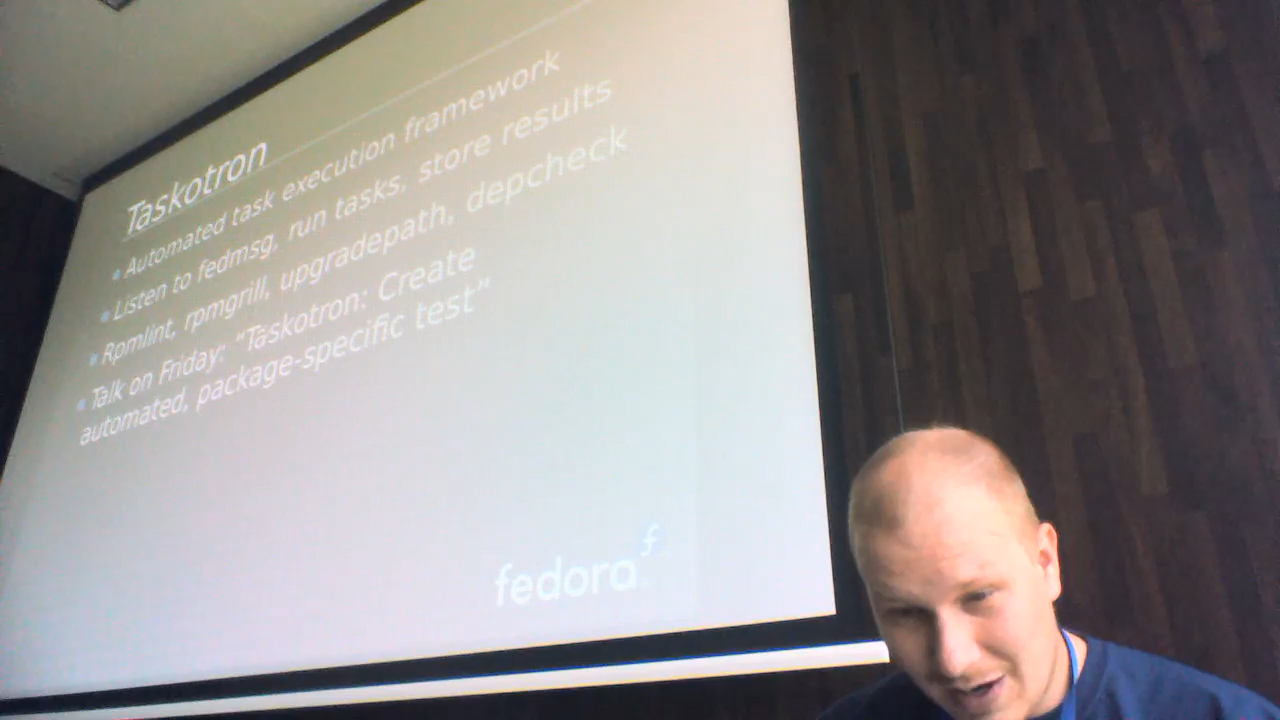 Taskotron
Automated task execution framework
Listen to fedmsg, run tasks, store results
Rpmlint, rpmgrill, upgradepath, depcheck
Talk on Friday: “Taskotron: Create
automated, package-specific test”
fedora